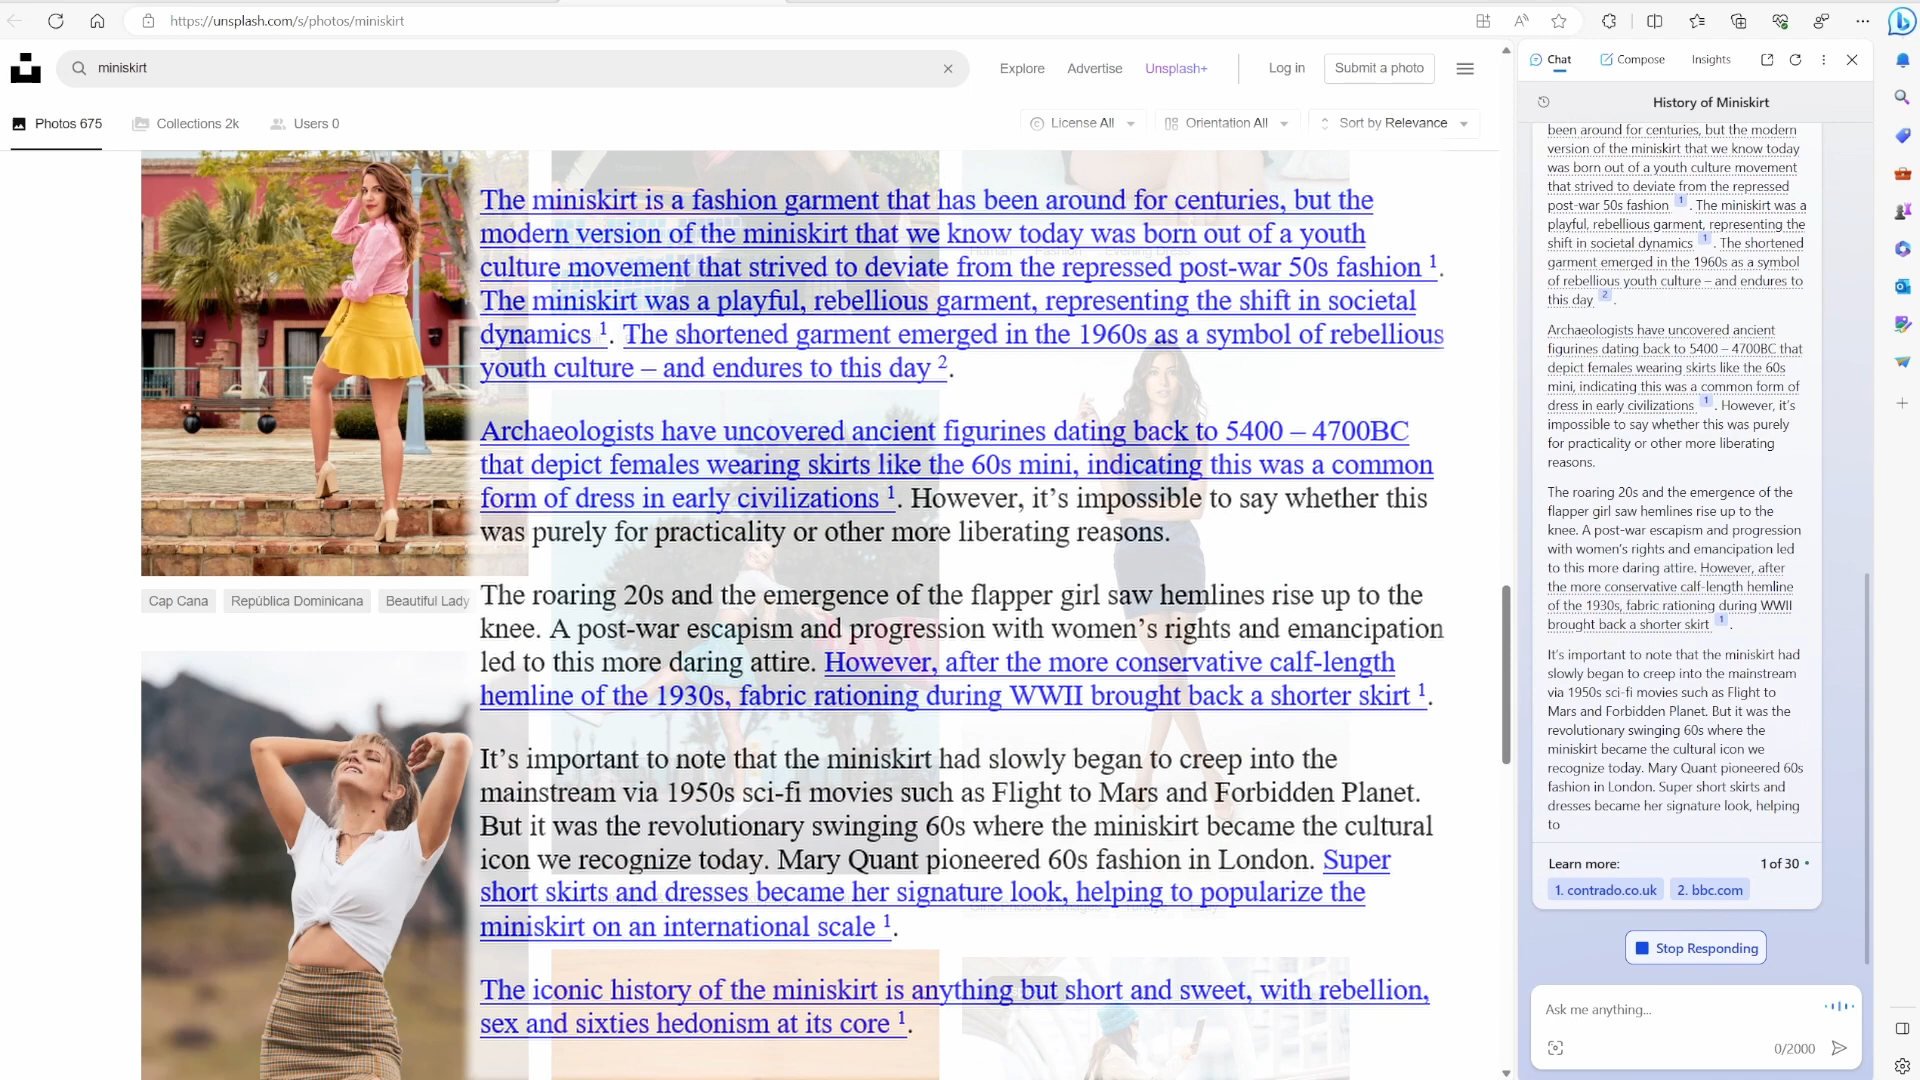 https://unsplash.com/s/photos/miniskirt
miniskirt
Explore
Advertise
Unsplash+
Log in
Submit a photo
Photos 675
Collections 2k
Users 0
License All
Orientation All
Sort by Relevance
The miniskirt is a fashion garment that has been around for centuries, but the
modern version of the miniskirt that we know today was born out of a youth
culture movement that strived to deviate from the repressed post-war 50s fashion 1.
The miniskirt was a playful, rebellious garment, representing the shift in societal
dynamics 1. The shortened garment emerged in the 1960s as a symbol of rebellious
youth culture – and endures to this day 2.
Archaeologists have uncovered ancient figurines dating back to 5400 – 4700BC
that depict females wearing skirts like the 60s mini, indicating this was a common
form of dress in early civilizations 1. However, it’s impossible to say whether this
was purely for practicality or other more liberating reasons.
Cap Cana
República Dominicana
Beautiful Lady
The roaring 20s and the emergence of the flapper girl saw hemlines rise up to the
knee. A post-war escapism and progression with women’s rights and emancipation
led to this more daring attire. However, after the more conservative calf-length
hemline of the 1930s, fabric rationing during WWII brought back a shorter skirt 1.
It’s important to note that the miniskirt had slowly began to creep into the
mainstream via 1950s sci-fi movies such as Flight to Mars and Forbidden Planet.
But it was the revolutionary swinging 60s where the miniskirt became the cultural
icon we recognize today. Mary Quant pioneered 60s fashion in London. Super
short skirts and dresses became her signature look, helping to popularize the
miniskirt on an international scale 1.
The iconic history of the miniskirt is anything but short and sweet, with rebellion,
sex and sixties hedonism at its core 1.
Chat
Compose
Insights
History of Miniskirt
been around for centuries, but the modern
version of the miniskirt that we know today
was born out of a youth culture movement
that strived to deviate from the repressed
post-war 50s fashion 1. The miniskirt was a
playful, rebellious garment, representing the
shift in societal dynamics 1. The shortened
garment emerged in the 1960s as a symbol
of rebellious youth culture – and endures to
this day 2.
Archaeologists have uncovered ancient
figurines dating back to 5400 – 4700BC that
depict females wearing skirts like the 60s
mini, indicating this was a common form of
dress in early civilizations 1. However, it’s
impossible to say whether this was purely
for practicality or other more liberating
reasons.
The roaring 20s and the emergence of the
flapper girl saw hemlines rise up to the
knee. A post-war escapism and progression
with women’s rights and emancipation led
to this more daring attire. However, after
the more conservative calf-length hemline
of the 1930s, fabric rationing during WWII
brought back a shorter skirt 1.
It’s important to note that the miniskirt had
slowly began to creep into the mainstream
via 1950s sci-fi movies such as Flight to
Mars and Forbidden Planet. But it was the
revolutionary swinging 60s where the
miniskirt became the cultural icon we
recognize today. Mary Quant pioneered 60s
fashion in London. Super short skirts and
dresses became her signature look, helping
to
Learn more:
1 of 30
1. contrado.co.uk
2. bbc.com
Stop Responding
Ask me anything...
0/2000